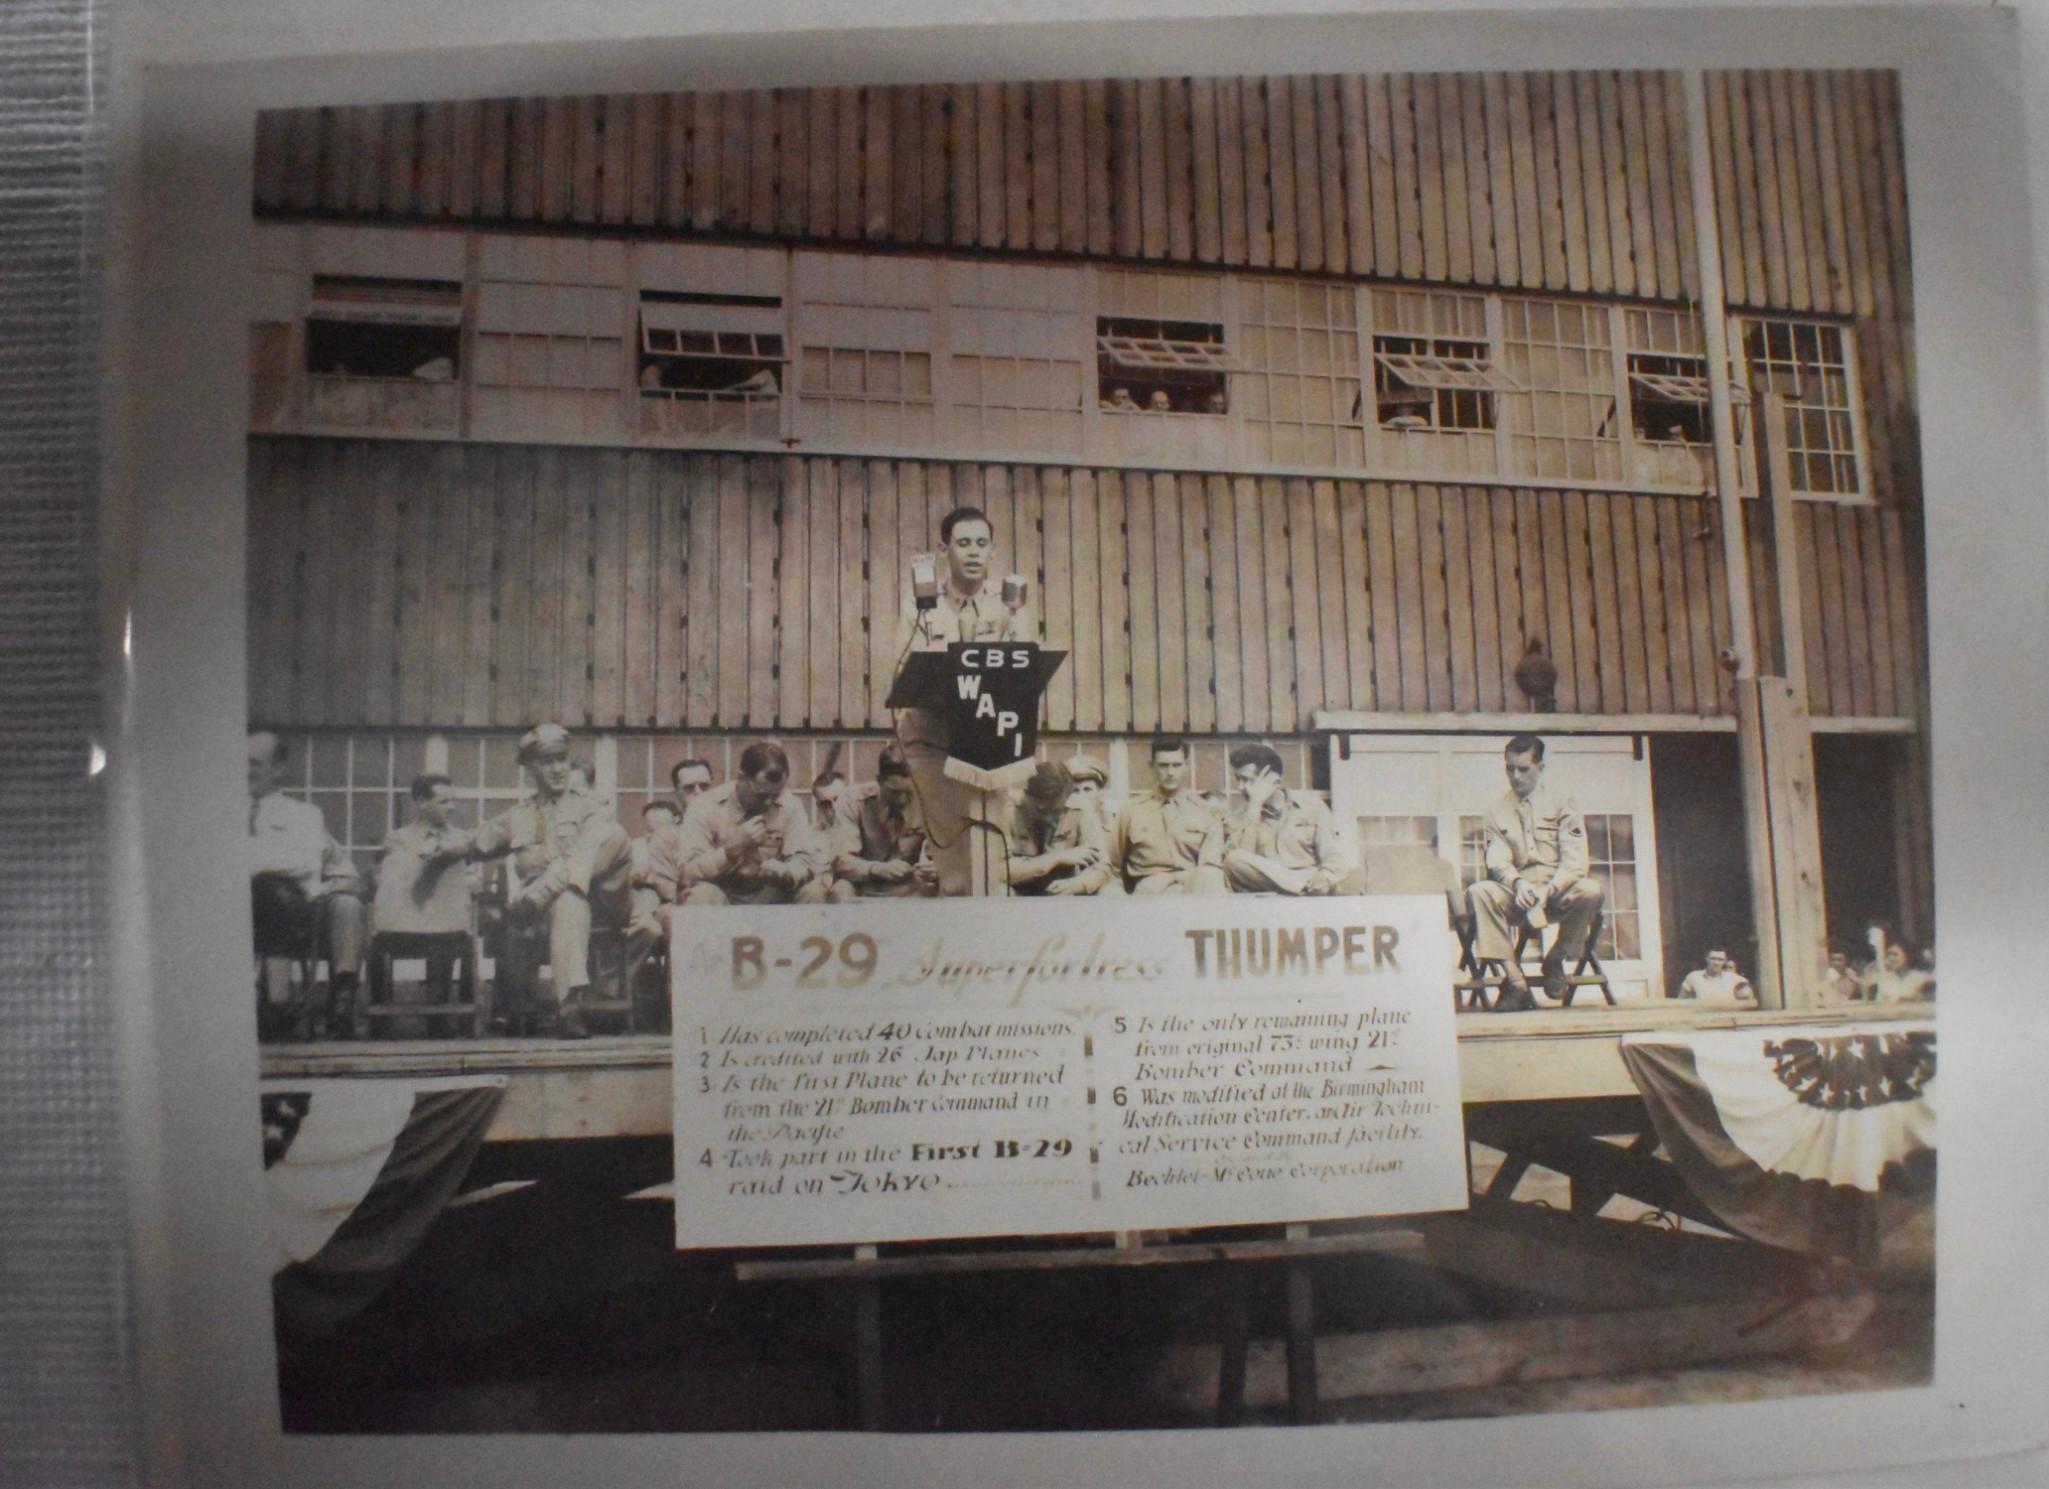 CBS
WAPI
B-29 Superfortress THUMPER
1 Has completed 40 Combat missions.
2 Is credited with 26 Jap Planes
3 Is the First Plane to be returned
from the 21st Bomber Command in
the Pacific
4 Took part in the First B-29
raid on Tokyo
5 Is the only remaining plane
from original 73rd wing 21st
Bomber Command
6 Was modified at the Birmingham
Modification Center, an Air Techni-
cal Service Command facility.
Bechtel-McCone Corporation